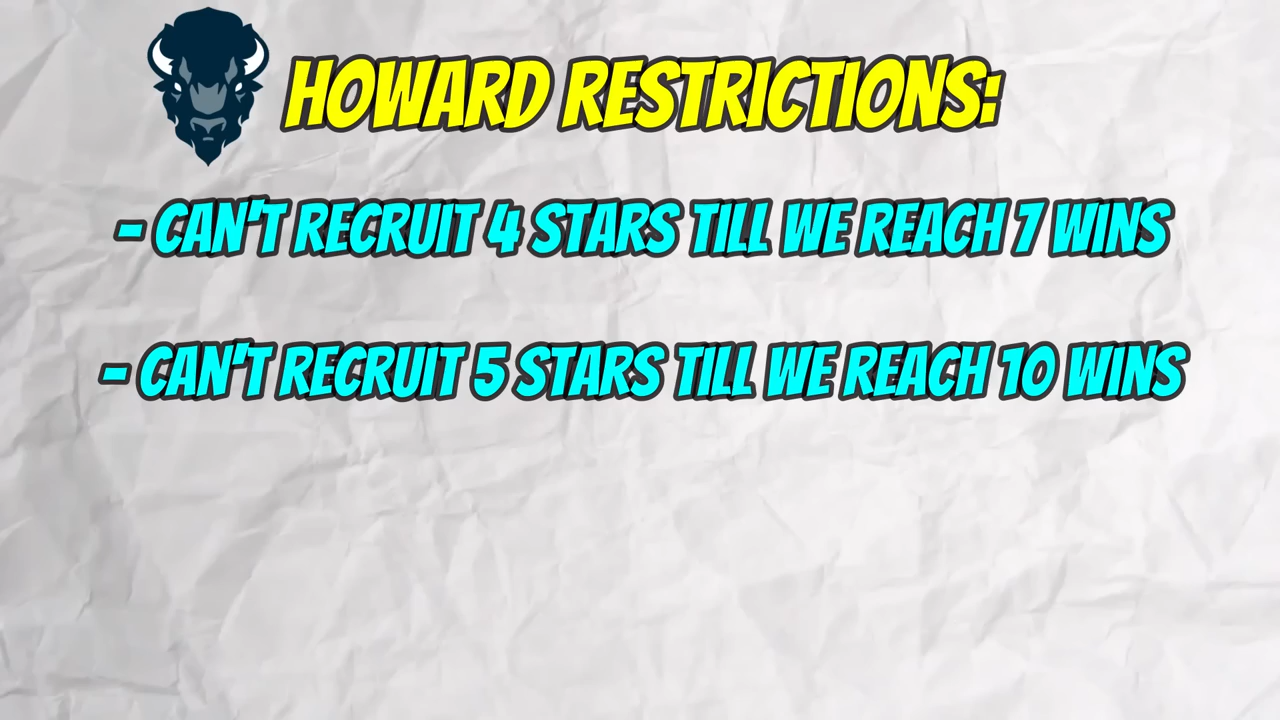 HOWARD RESTRICTIONS:
- CAN'T RECRUIT 4 STARS TILL WE REACH 7 WINS
- CAN'T RECRUIT 5 STARS TILL WE REACH 10 WINS